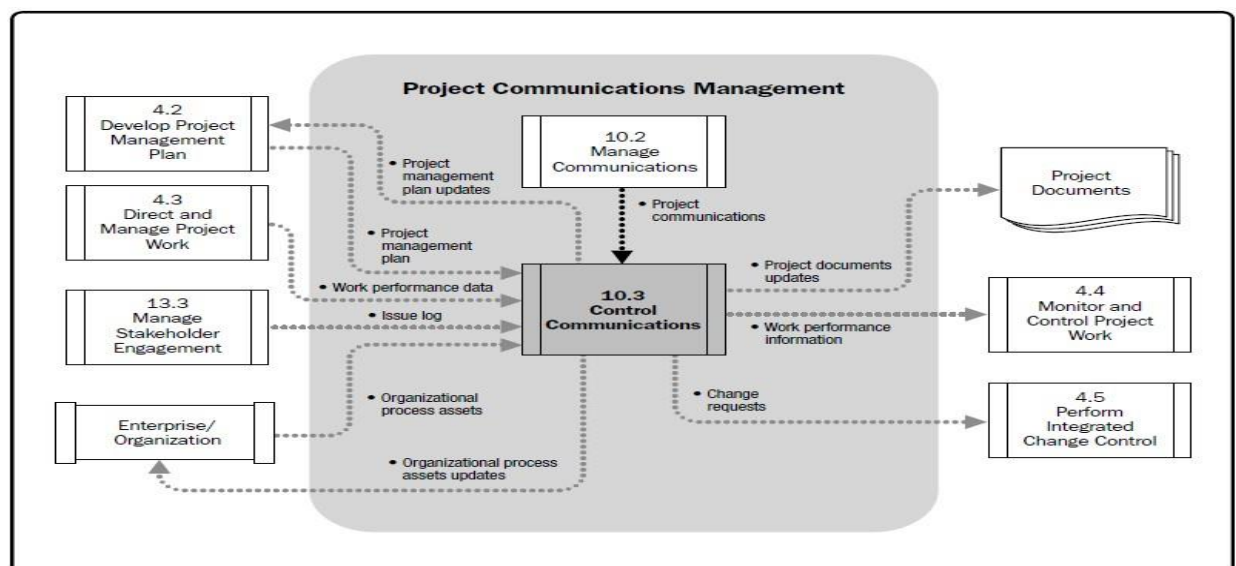 Project Communications Management
4.2
Develop Project
Management
Plan
10.2
Manage
Communications
• Project
management
plan updates
Project
Documents
4.3
Direct and
Manage Project
Work
• Project
communications
• Project
management
plan
• Project documents
updates
• Work performance data
13.3
Manage
Stakeholder
Engagement
• Issue log
10.3
Control
Communications
• Work performance
information
4.4
Monitor and
Control Project
Work
• Organizational
process assets
• Change
requests
4.5
Perform
Integrated
Change Control
Enterprise/
Organization
• Organizational process
assets updates